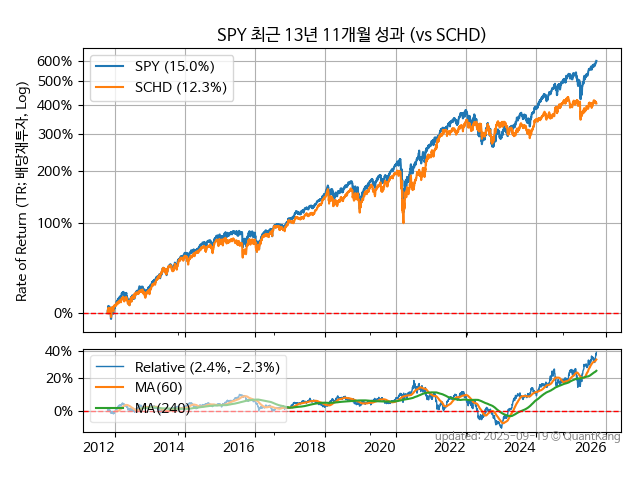 SPY 최근 13년 11개월 성과 (vs SCHD)
Rate of Return (TR; 배당재투자, Log)
600%
500%
400%
300%
200%
100%
0%
SPY (15.0%)
SCHD (12.3%)
40%
20%
0%
Relative (2.4%, −2.3%)
MA(60)
MA(240)
updated: 2025-09-19 © QuantKang
2012 2014 2016 2018 2020 2022 2024 2026